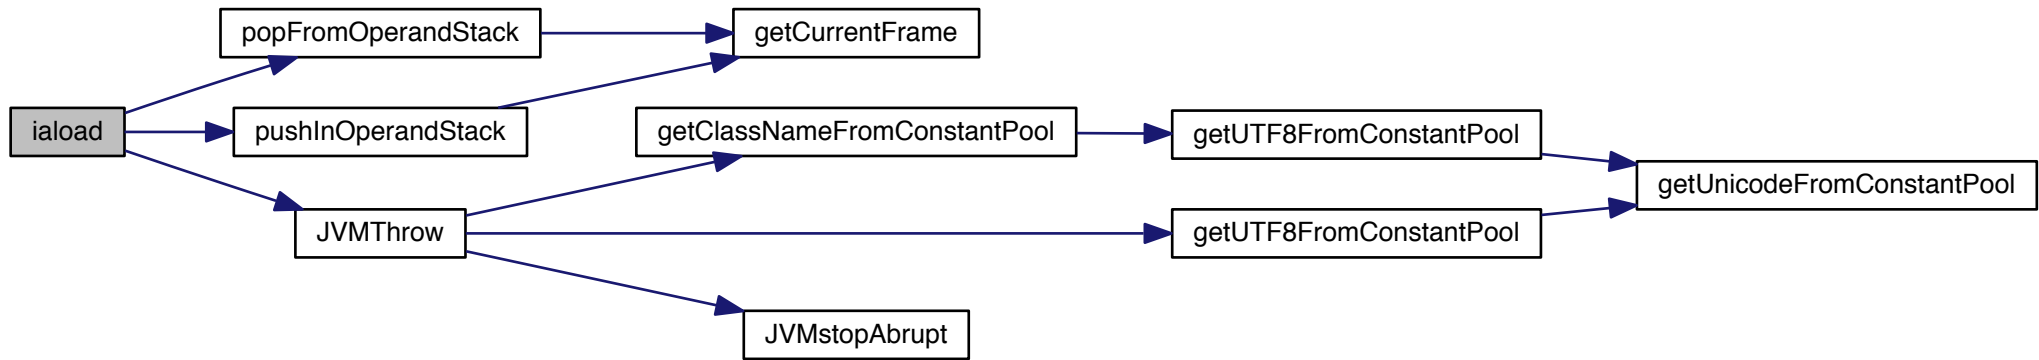 popFromOperandStack
getCurrentFrame
iaload
pushInOperandStack
getClassNameFromConstantPool
getUTF8FromConstantPool
getUnicodeFromConstantPool
JVMThrow
getUTF8FromConstantPool
JVMstopAbrupt